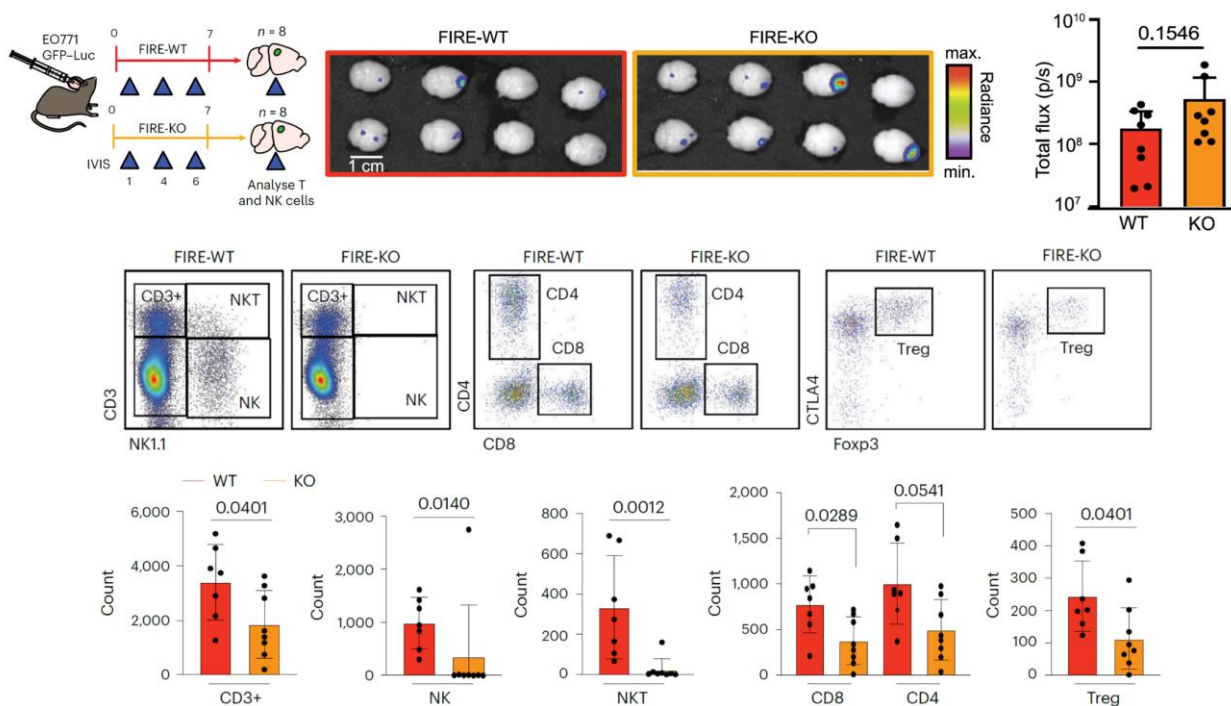 EO771
GFP–Luc
0
FIRE-WT
7
n = 8
0
FIRE-KO
7
n = 8
IVIS
1
4
6
Analyse T
and NK cells
FIRE-WT
FIRE-KO
1 cm
max.
Radiance
min.
Total flux (p/s)
10¹⁰
10⁹
10⁸
10⁷
0.1546
WT
KO
FIRE-WT
FIRE-KO
FIRE-WT
FIRE-KO
FIRE-WT
FIRE-KO
CD3+
NKT
CD3+
NKT
CD4
CD4
Treg
Treg
CD8
CD8
NK
NK
CD3
CD4
CTLA4
NK1.1
CD8
Foxp3
WT
KO
0.0401
Count
6,000
4,000
2,000
0
CD3+
0.0140
Count
3,000
2,000
1,000
0
NK
0.0012
Count
800
600
400
200
0
NKT
0.0289
0.0541
Count
2,000
1,500
1,000
500
0
CD8
CD4
0.0401
Count
500
400
300
200
100
0
Treg